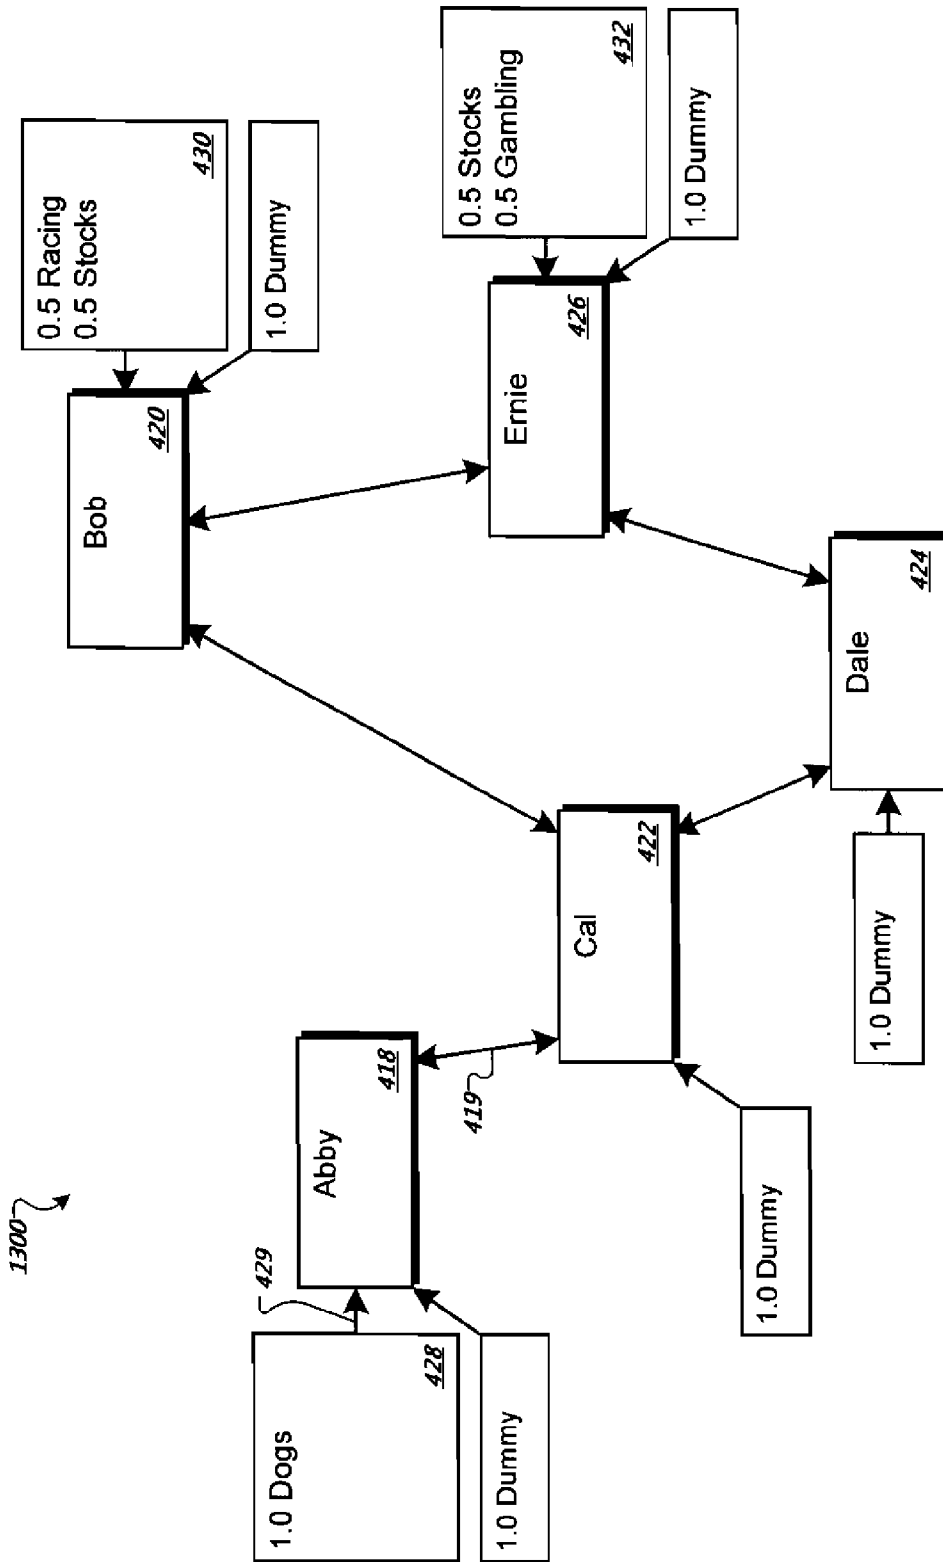 1300
1.0 Dogs
428
429
1.0 Dummy
Abby
418
419
Cal
422
1.0 Dummy
Bob
420
0.5 Racing
0.5 Stocks
430
1.0 Dummy
Ernie
426
0.5 Stocks
0.5 Gambling
432
1.0 Dummy
Dale
424
1.0 Dummy